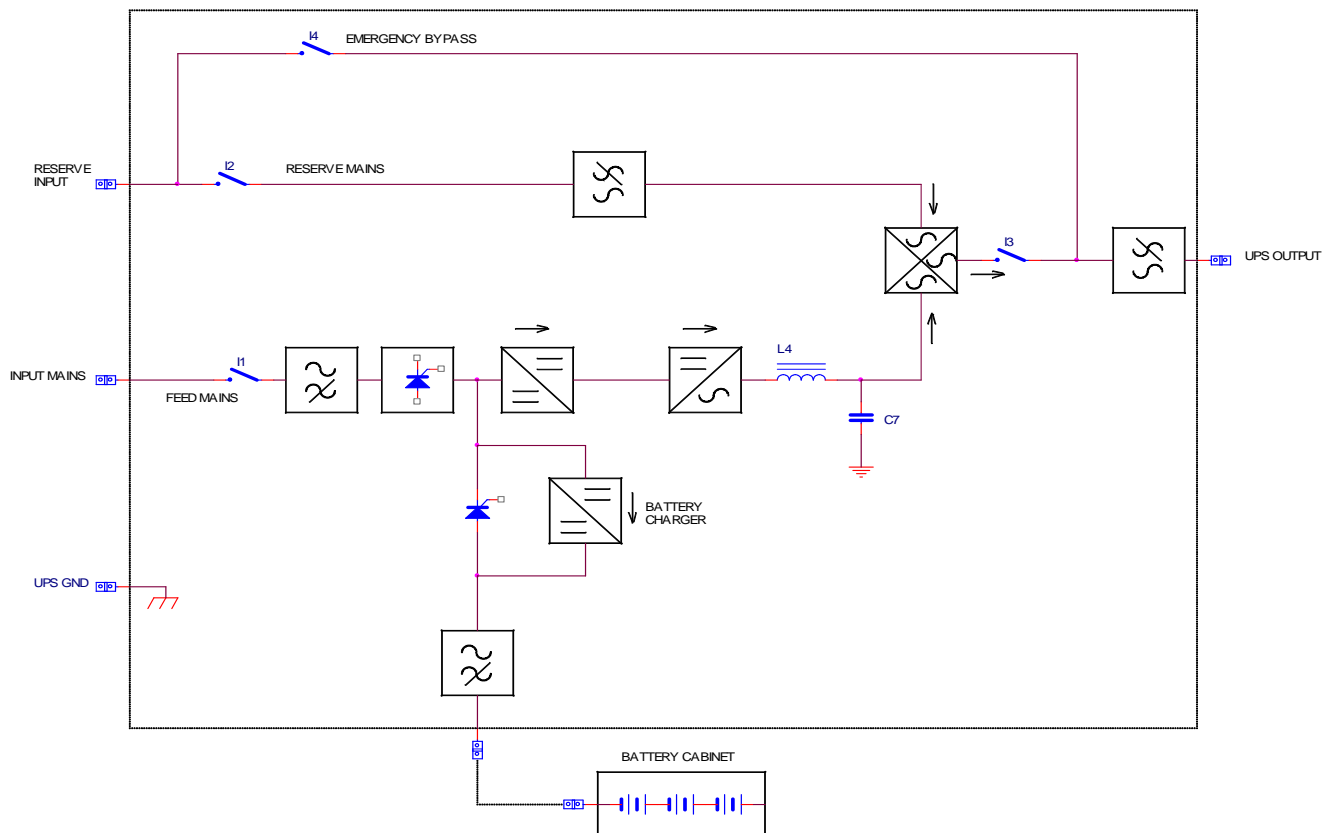 I4
EMERGENCY BYPASS
RESERVE
INPUT
I2
RESERVE MAINS
I3
UPS OUTPUT
INPUT MAINS
I1
FEED MAINS
L4
C7
BATTERY
CHARGER
UPS GND
BATTERY CABINET